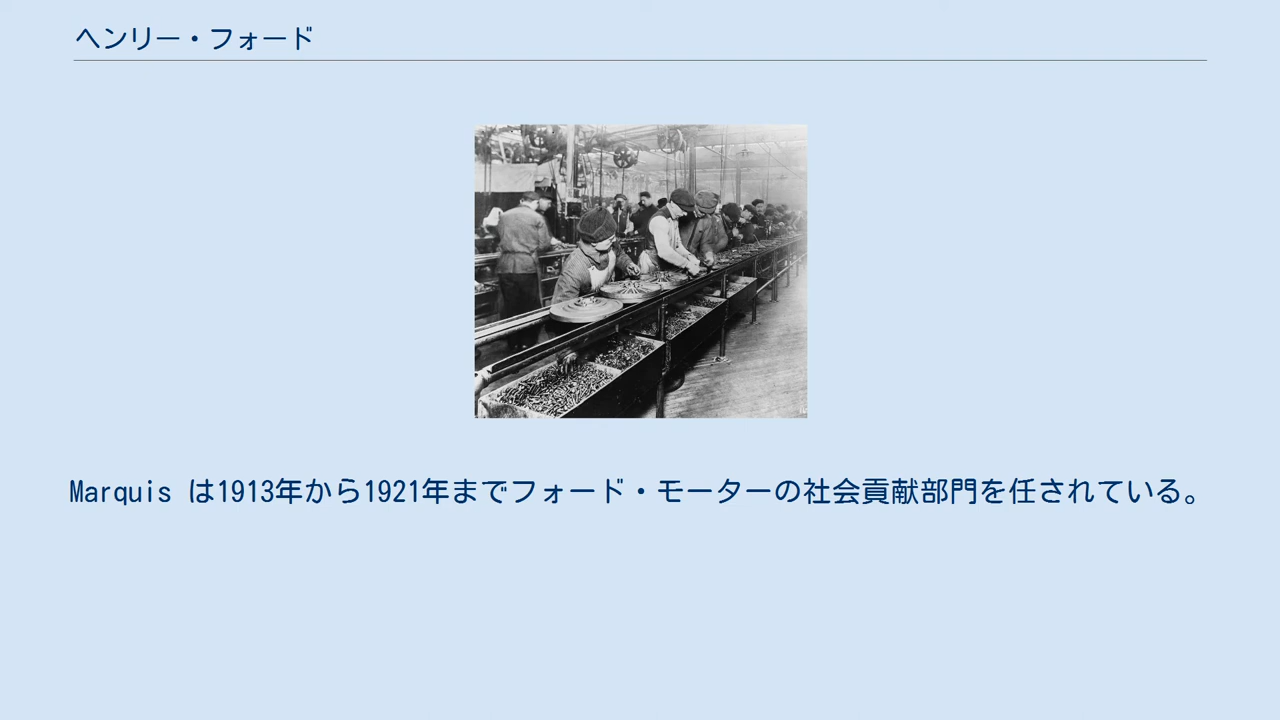 ヘンリー・フォード
Marquis は1913年から1921年までフォード・モーターの社会貢献部門を任されている。